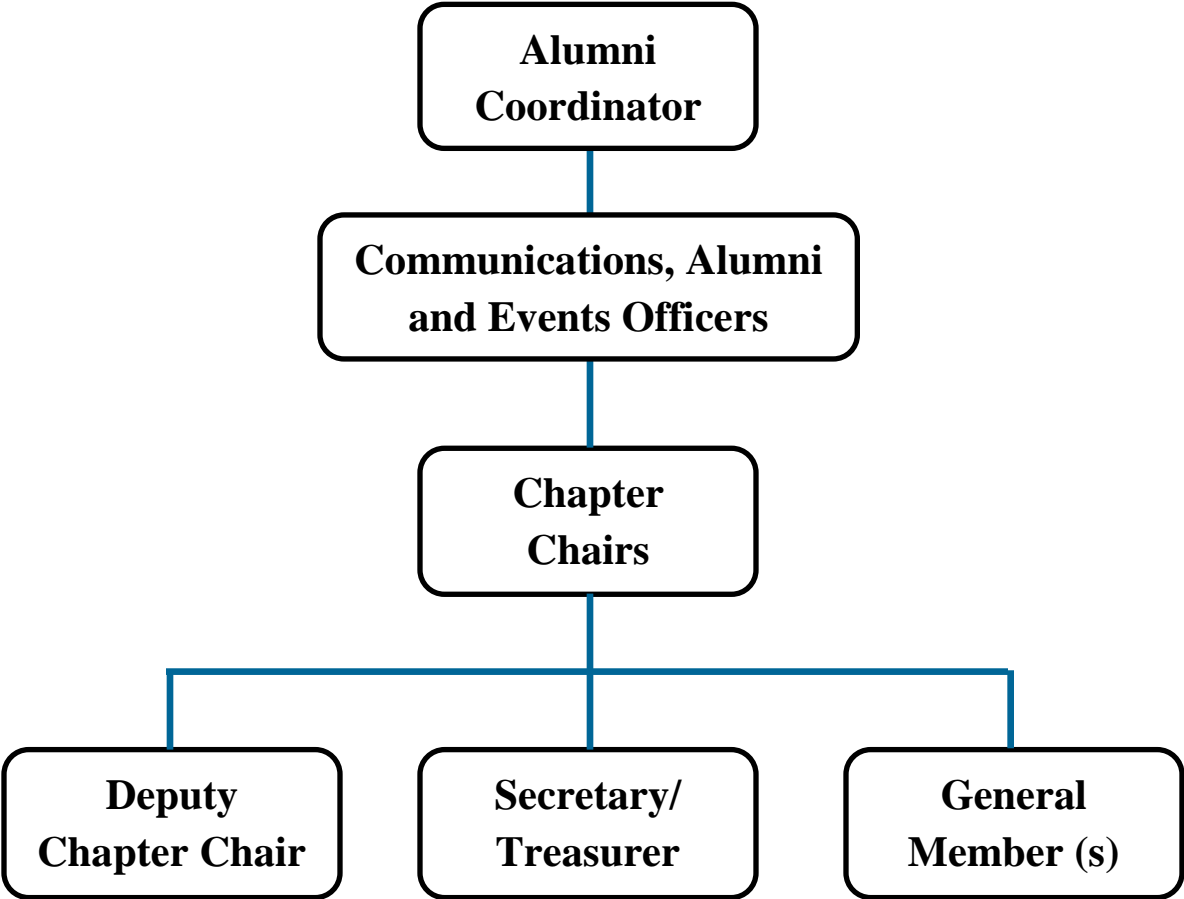 Alumni
Coordinator
Communications, Alumni
and Events Officers
Chapter
Chairs
Deputy
Chapter Chair
Secretary/
Treasurer
General
Member (s)